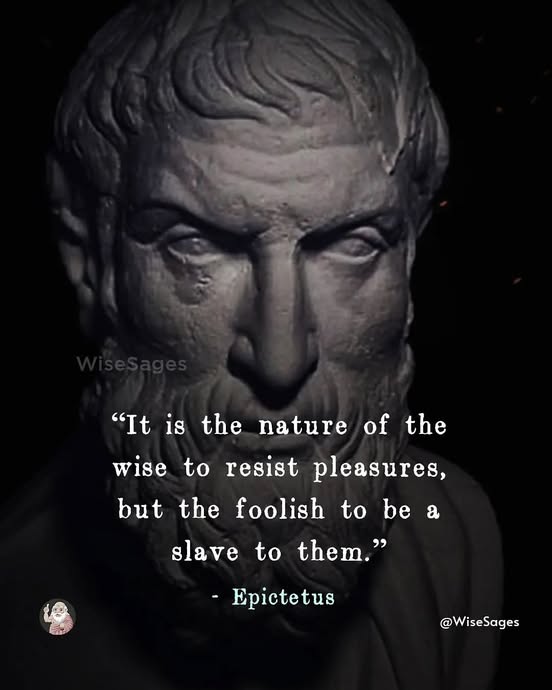 WiseSages
“It is the nature of the
wise to resist pleasures,
but the foolish to be a
slave to them.”
- Epictetus
@WiseSages